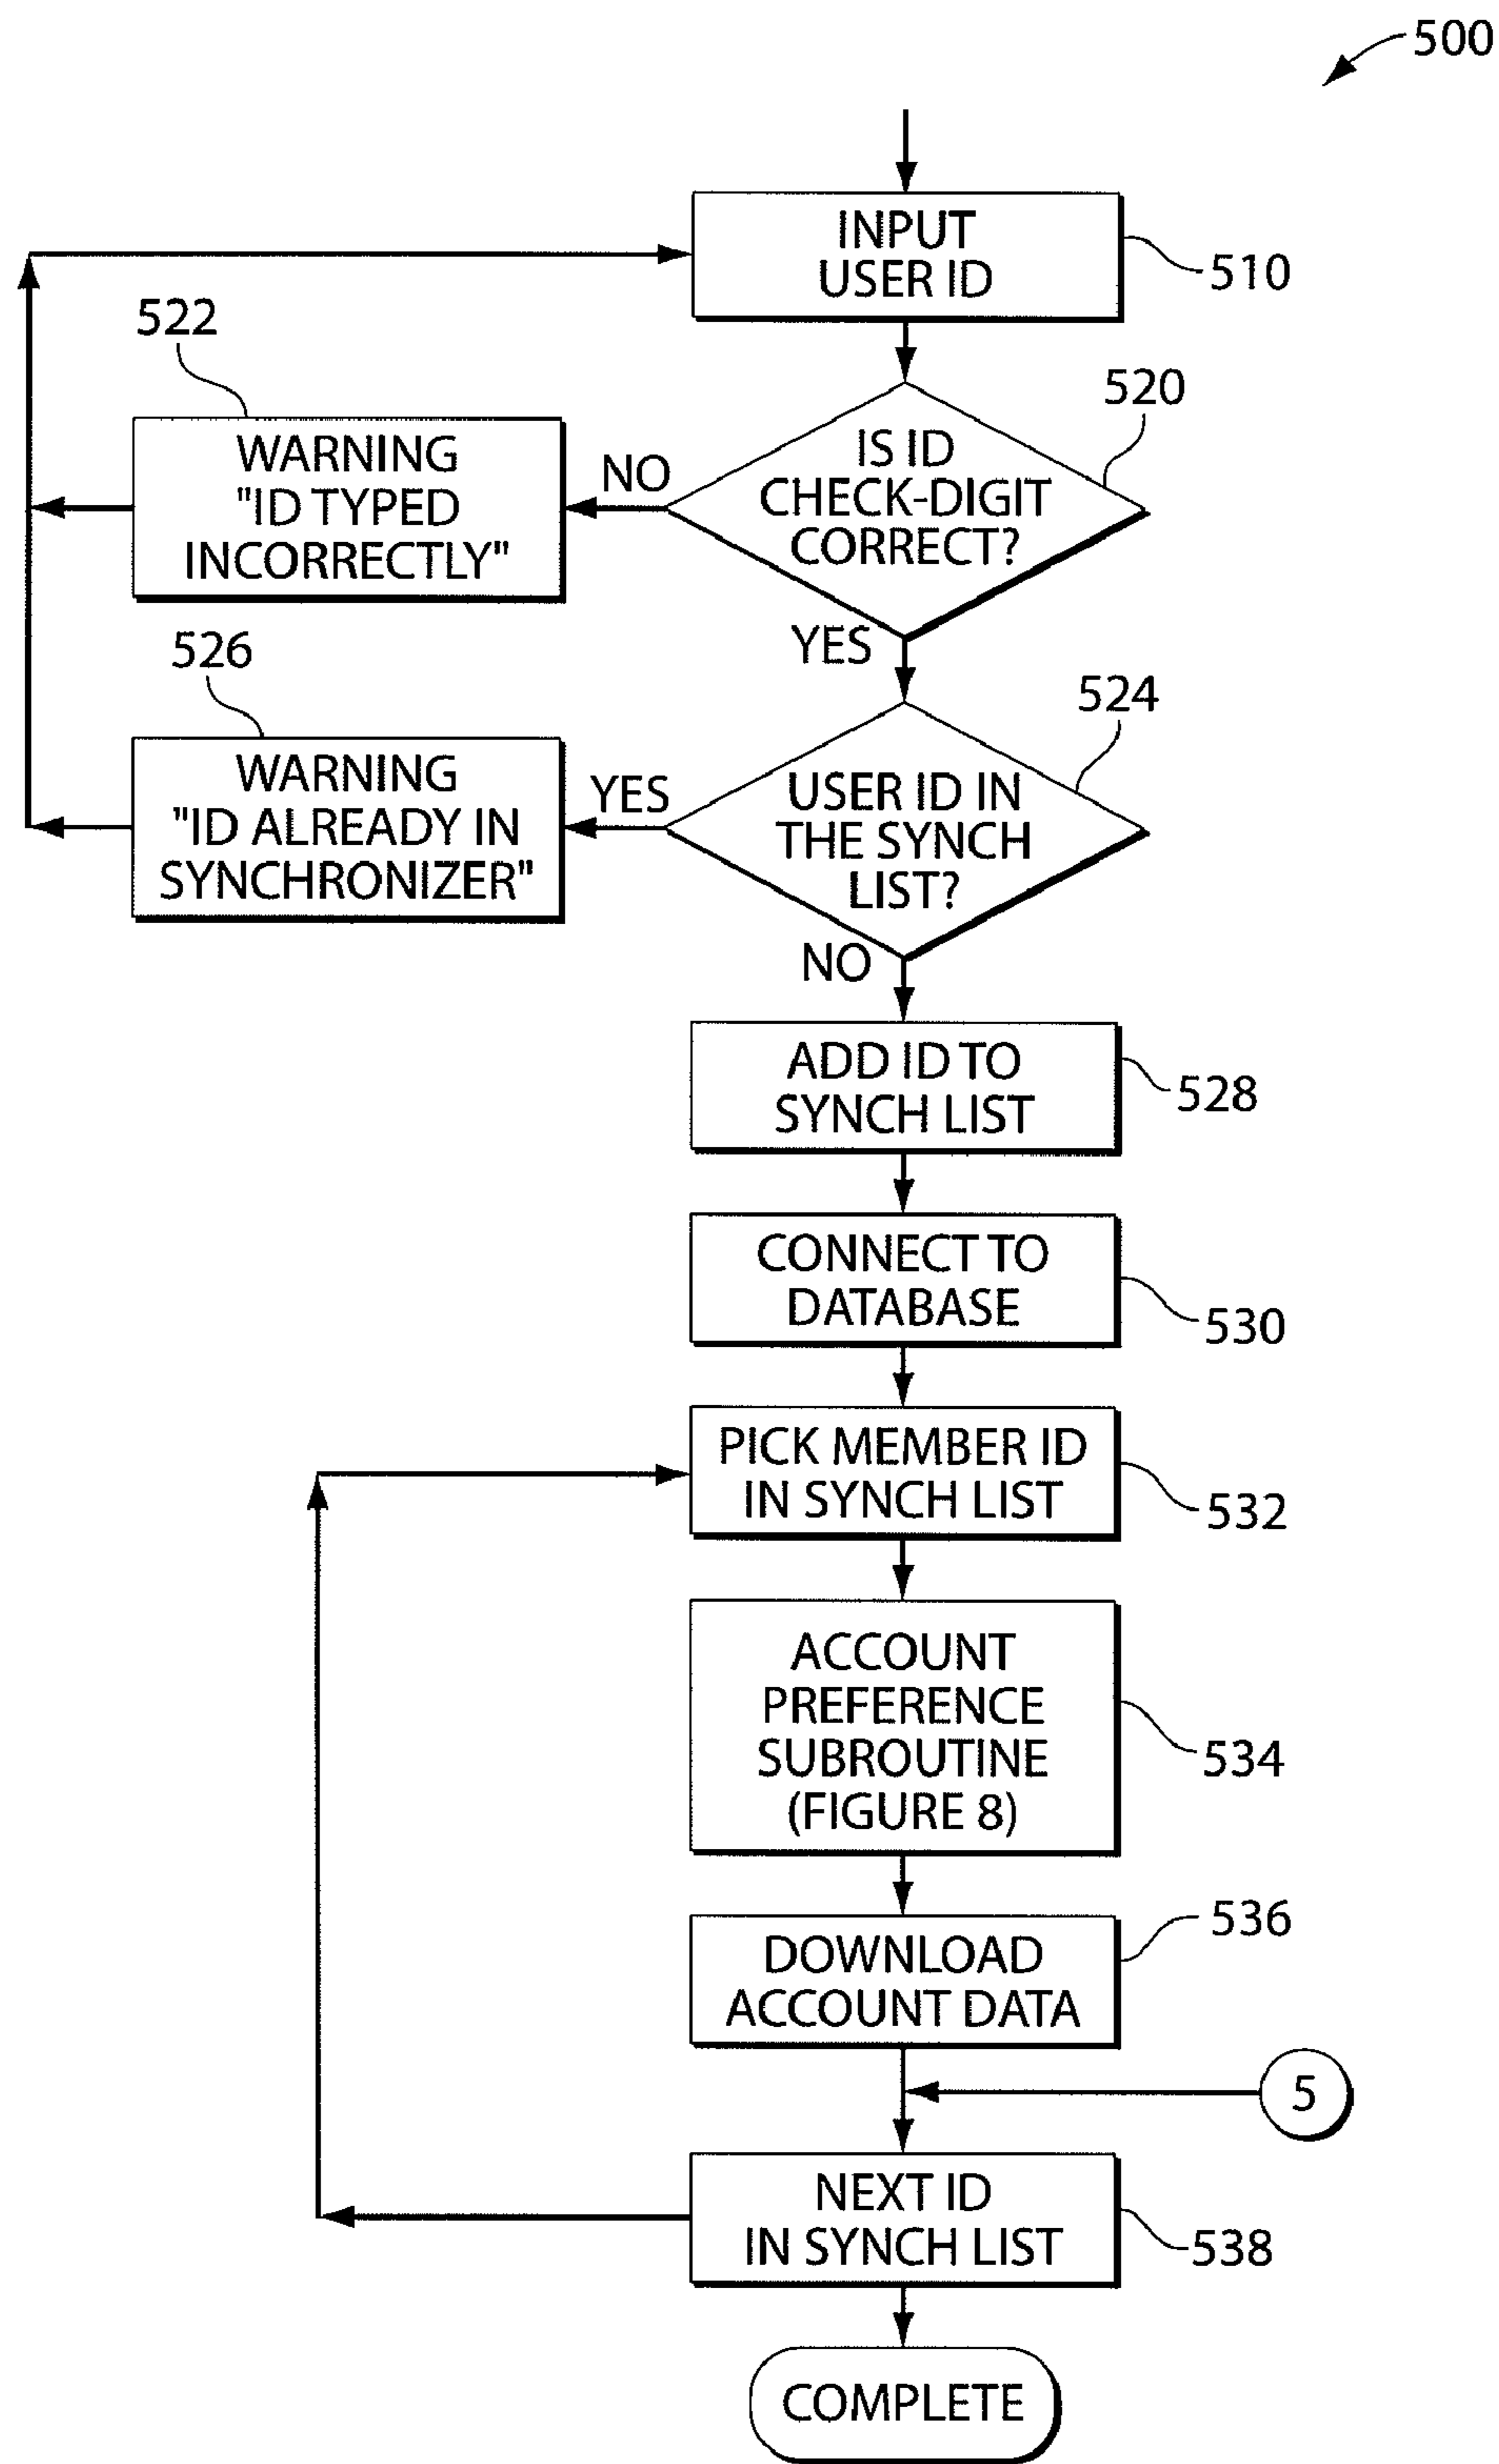 500
INPUT
USER ID
510
522
520
WARNING
"ID TYPED
INCORRECTLY"
NO
IS ID
CHECK-DIGIT
CORRECT?
YES
526
524
WARNING
"ID ALREADY IN
SYNCHRONIZER"
YES
USER ID IN
THE SYNCH
LIST?
NO
ADD ID TO
SYNCH LIST
528
CONNECT TO
DATABASE
530
PICK MEMBER ID
IN SYNCH LIST
532
ACCOUNT
PREFERENCE
SUBROUTINE
(FIGURE 8)
534
536
DOWNLOAD
ACCOUNT DATA
5
NEXT ID
IN SYNCH LIST
538
COMPLETE